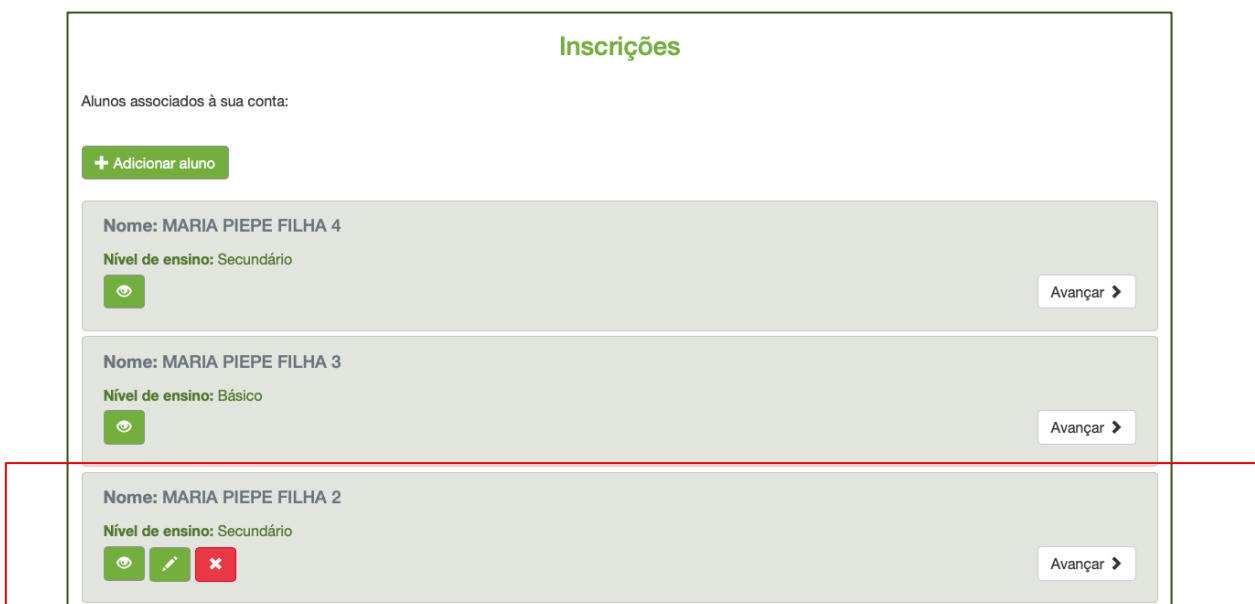 Inscrições
Alunos associados à sua conta:
Adicionar aluno
Nome: MARIA PIEPE FILHA 4
Nível de ensino: Secundário
Avançar
Nome: MARIA PIEPE FILHA 3
Nível de ensino: Básico
Avançar
Nome: MARIA PIEPE FILHA 2
Nível de ensino: Secundário
Avançar